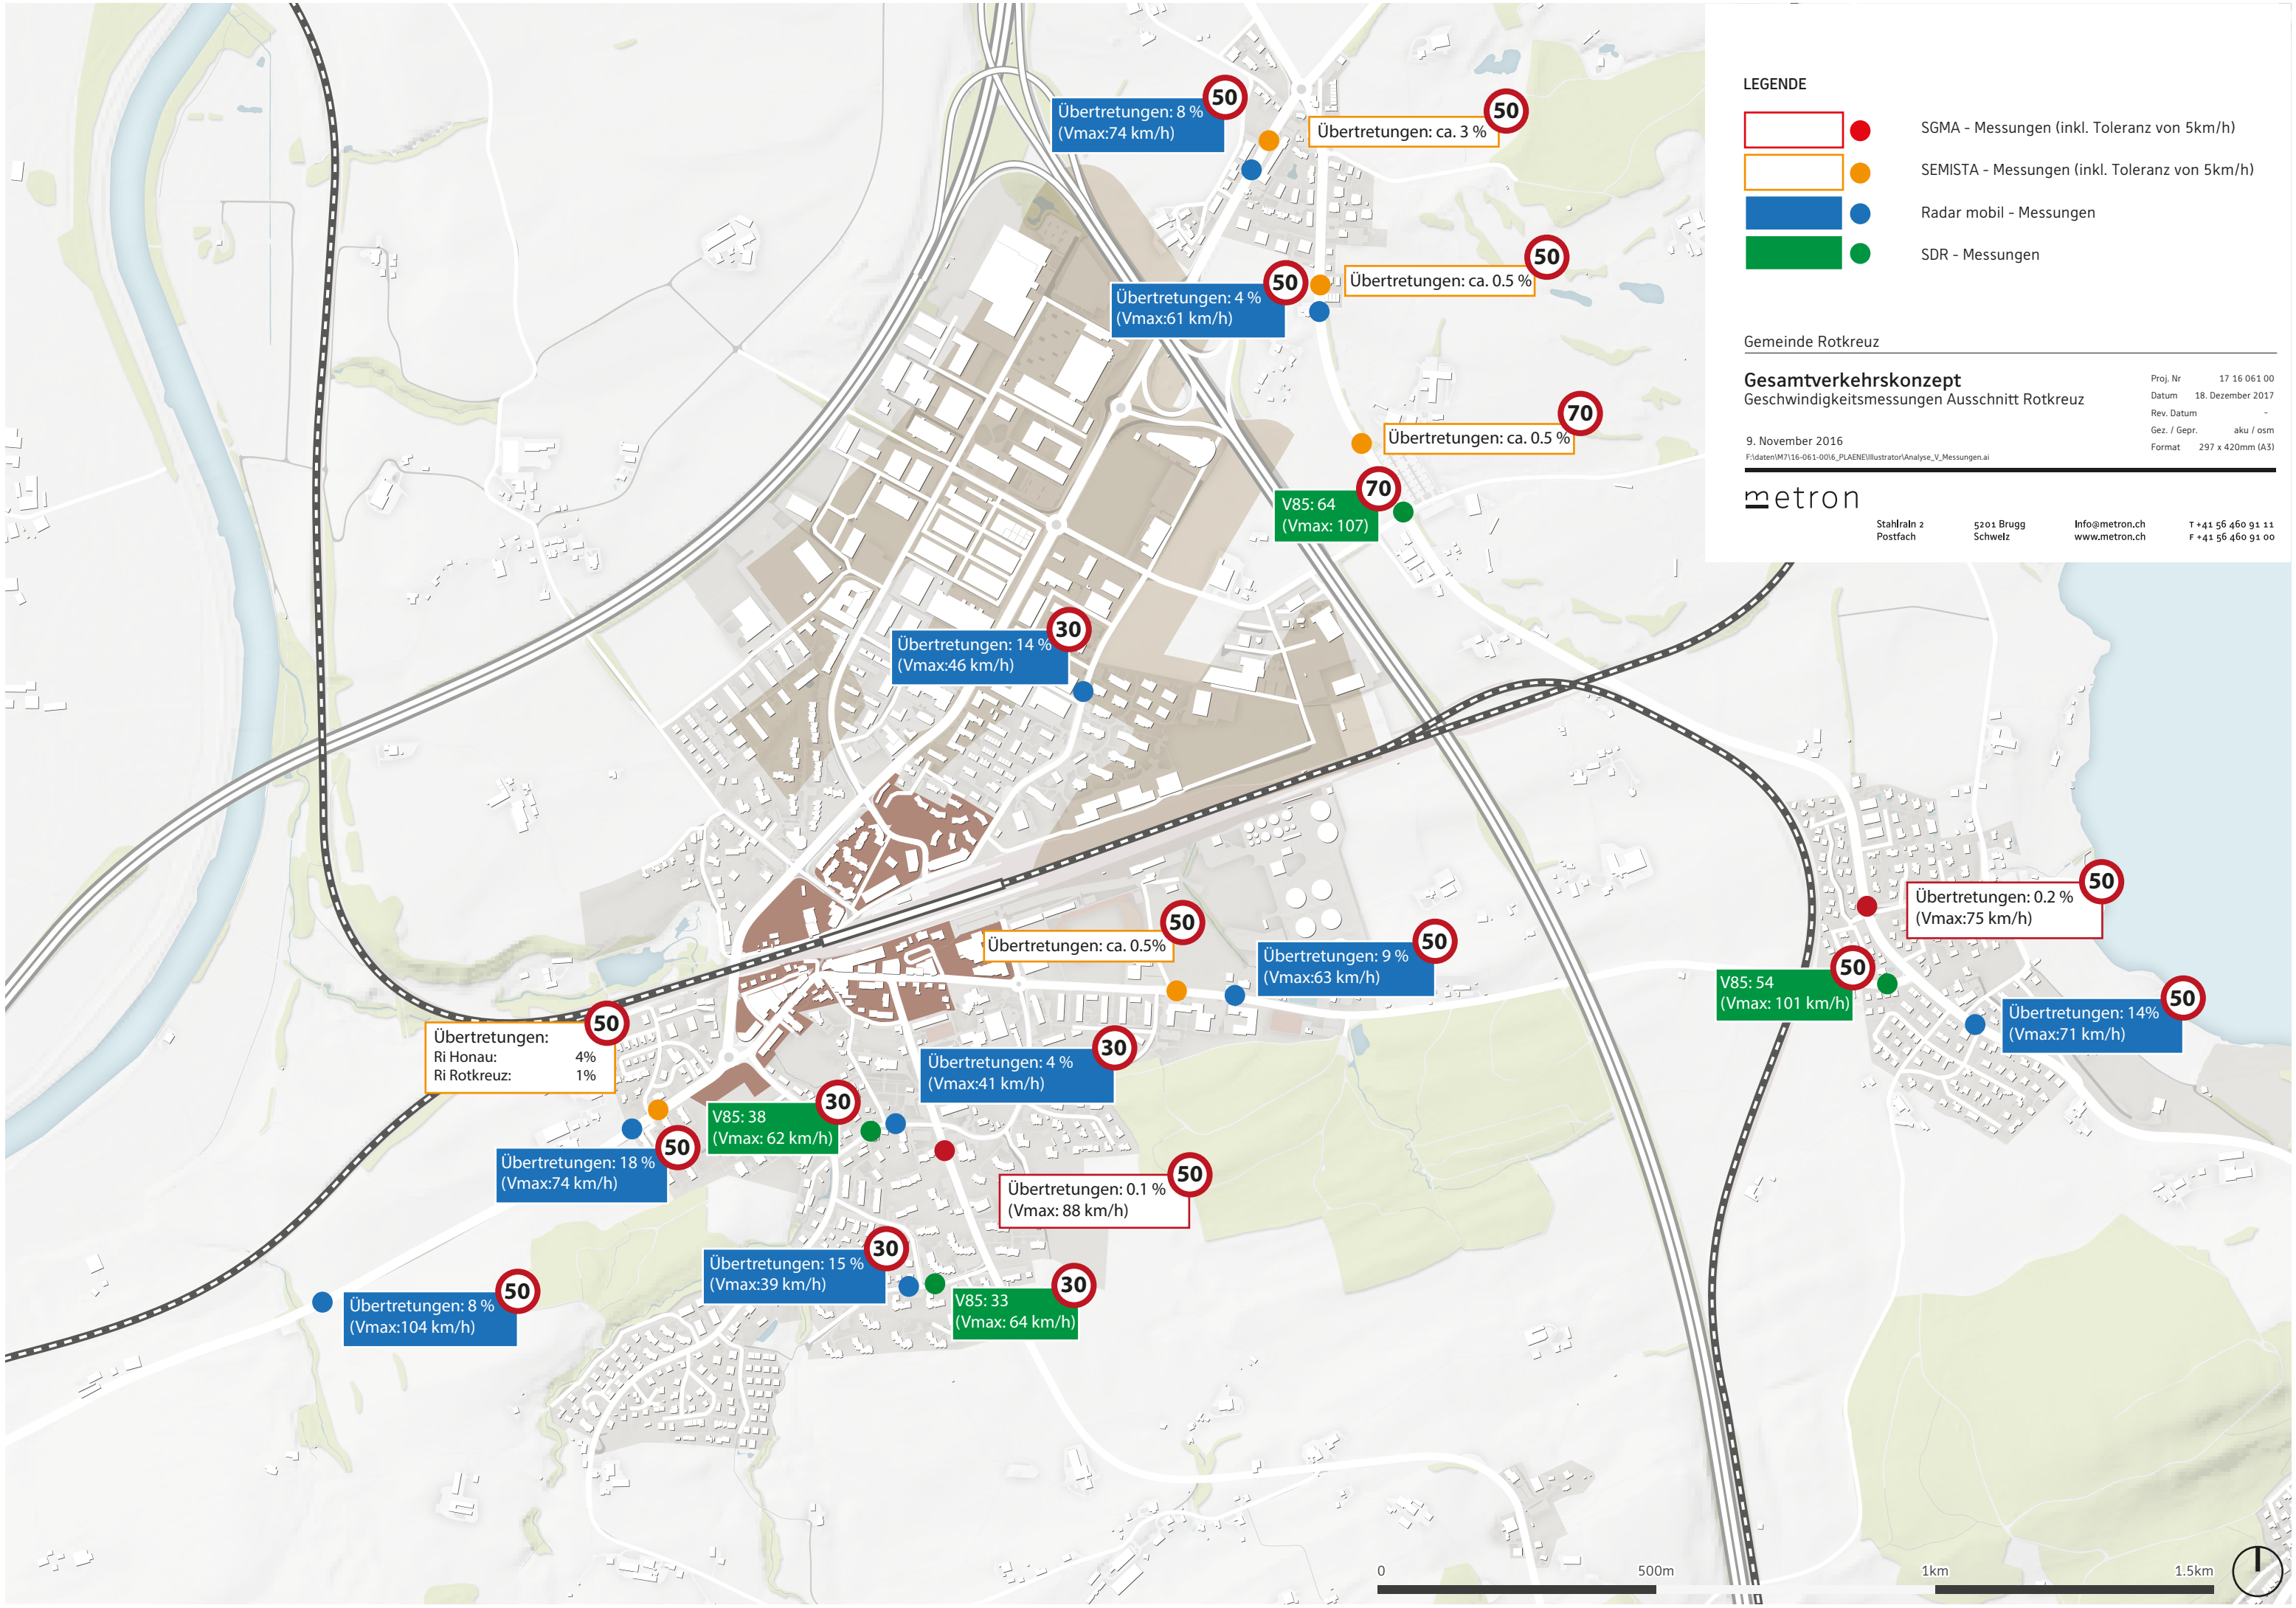 LEGENDE
SGMA - Messungen (inkl. Toleranz von 5km/h)
SEMISTA - Messungen (inkl. Toleranz von 5km/h)
Radar mobil - Messungen
SDR - Messungen
Gemeinde Rotkreuz
Gesamtverkehrskonzept
Geschwindigkeitsmessungen Ausschnitt Rotkreuz
Proj. Nr 17 16 061 00
Datum 18. Dezember 2017
Rev. Datum -
Gez. / Gepr. aku / osm
Format 297 x 420mm (A3)
9. November 2016
F:\daten\M7\16-061-00\6_PLAENE\Illustrator\Analyse_V_Messungen.ai
metron
Stahlrain 2
Postfach
5201 Brugg
Schweiz
info@metron.ch
www.metron.ch
T +41 56 460 91 11
F +41 56 460 91 00
50
Übertretungen: 8 %
(Vmax:74 km/h)
50
Übertretungen: ca. 3 %
50
Übertretungen: ca. 0.5 %
50
Übertretungen: 4 %
(Vmax:61 km/h)
70
Übertretungen: ca. 0.5 %
70
V85: 64
(Vmax: 107)
30
Übertretungen: 14 %
(Vmax:46 km/h)
50
Übertretungen: 0.2 %
(Vmax:75 km/h)
50
Übertretungen: ca. 0.5%
50
Übertretungen: 9 %
(Vmax:63 km/h)
50
V85: 54
(Vmax: 101 km/h)
50
Übertretungen: 14%
(Vmax:71 km/h)
50
Übertretungen:
Ri Honau: 4%
Ri Rotkreuz: 1%
30
Übertretungen: 4 %
(Vmax:41 km/h)
30
V85: 38
(Vmax: 62 km/h)
50
Übertretungen: 18 %
(Vmax:74 km/h)
50
Übertretungen: 0.1 %
(Vmax: 88 km/h)
30
Übertretungen: 15 %
(Vmax:39 km/h)
30
V85: 33
(Vmax: 64 km/h)
50
Übertretungen: 8 %
(Vmax:104 km/h)
0 500m 1km 1.5km